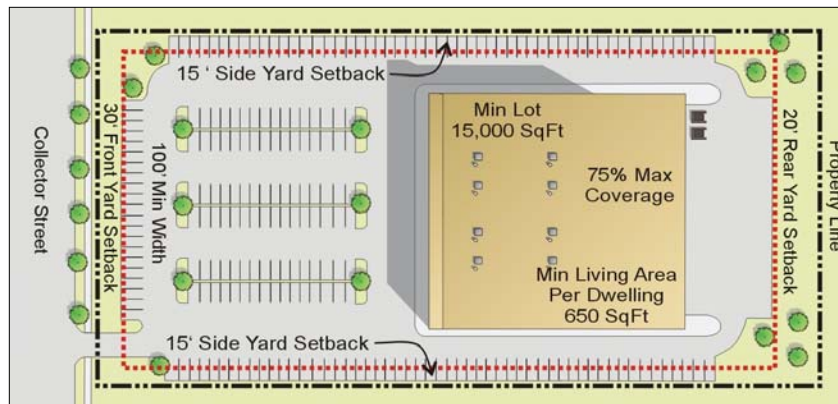 15 ' Side Yard Setback
Min Lot
15,000 SqFt
75% Max
Coverage
Min Living Area
Per Dwelling
650 SqFt
15' Side Yard Setback
Collector Street
30' Front Yard Setback
100' Min Width
20' Rear Yard Setback
Property Line